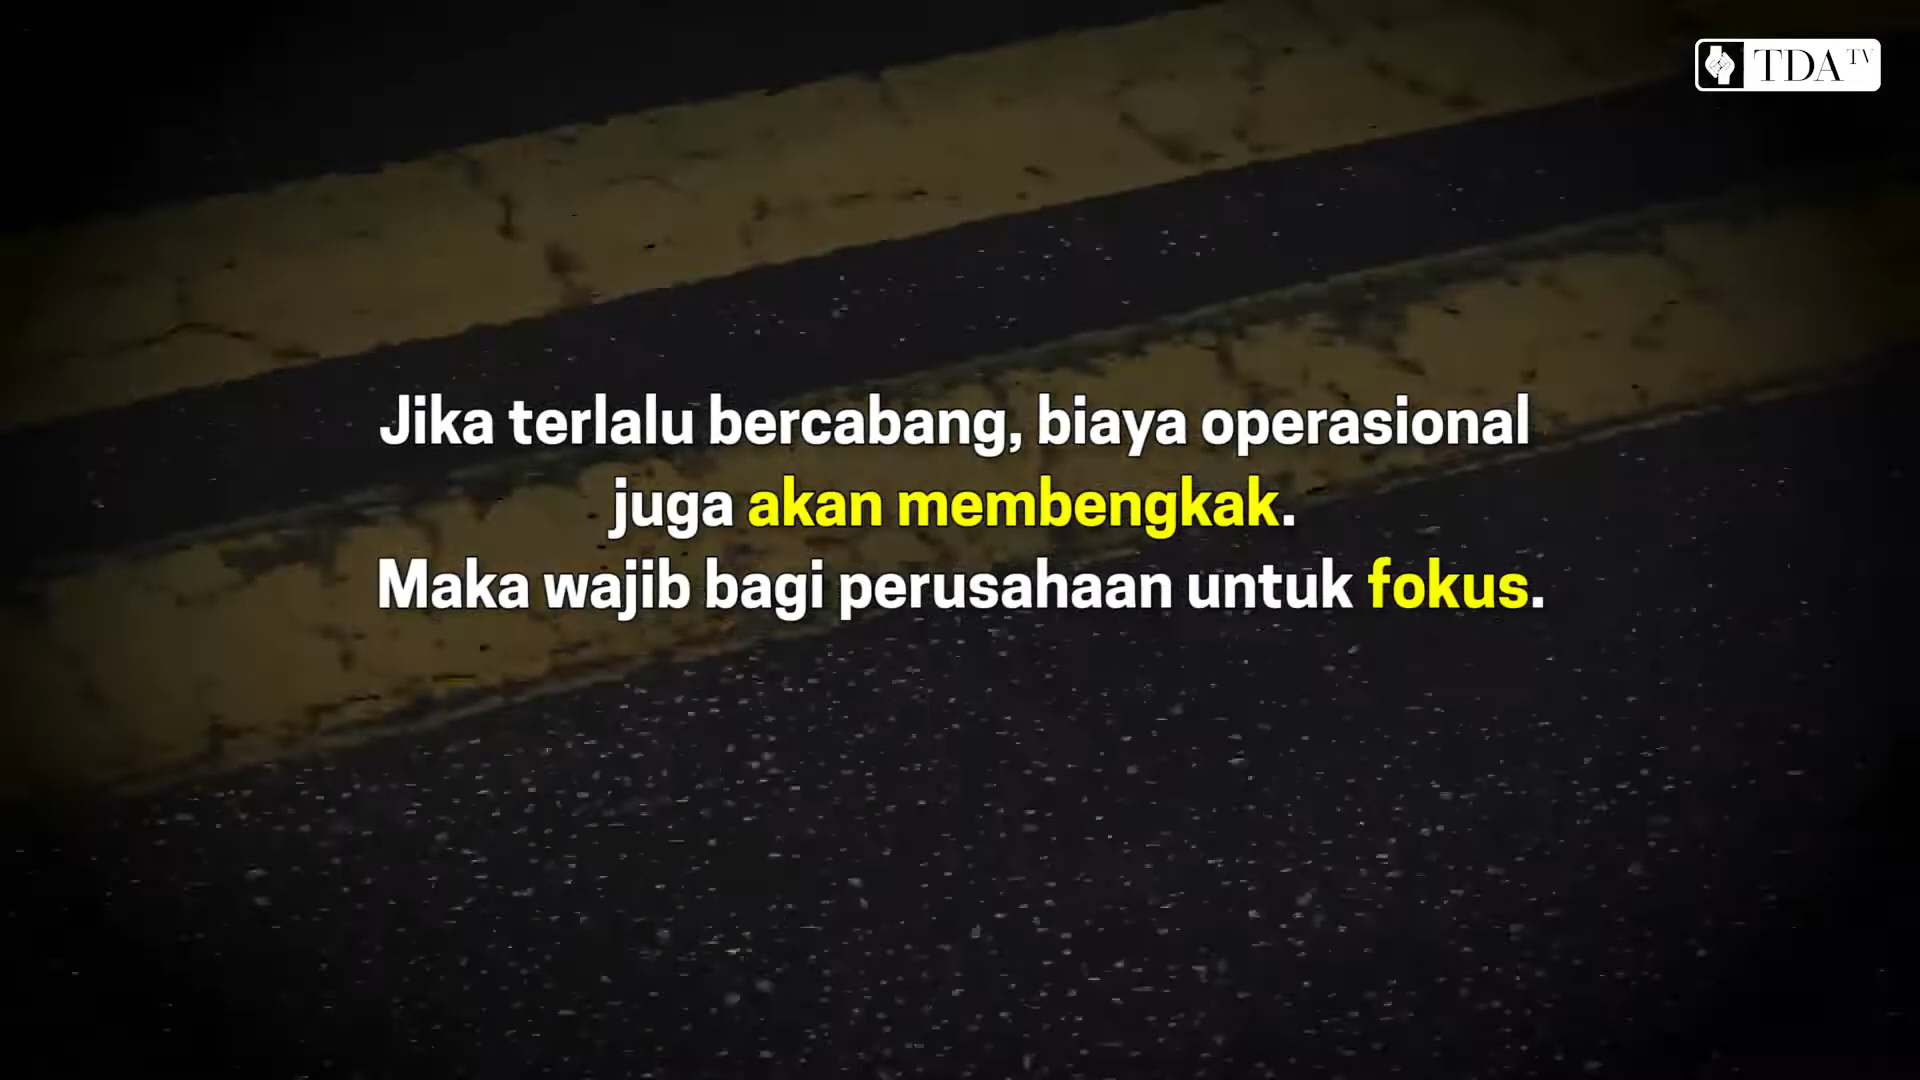 TDA TV
Jika terlalu bercabang, biaya operasional
juga akan membengkak.
Maka wajib bagi perusahaan untuk fokus.